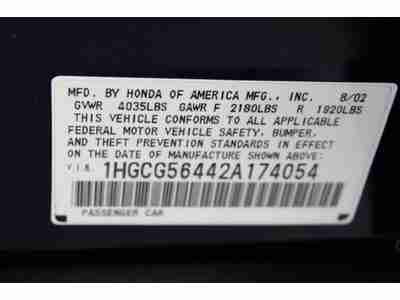 MFD. BY HONDA OF AMERICA MFG., INC. 8/02
GVWR 4035LBS GAWR F 2180LBS R 1920LBS
THIS VEHICLE CONFORMS TO ALL APPLICABLE
FEDERAL MOTOR VEHICLE SAFETY, BUMPER,
AND THEFT PREVENTION STANDARDS IN EFFECT
ON THE DATE OF MANUFACTURE SHOWN ABOVE.
V.I.N. 1HGCG56442A174054
PASSENGER CAR